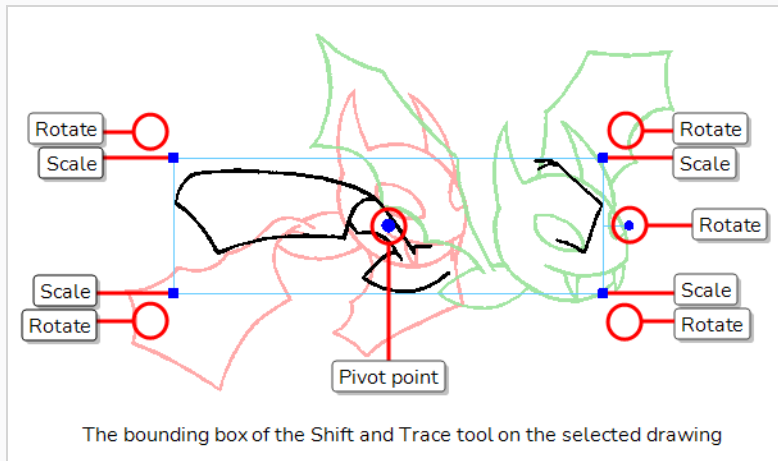 Rotate
Rotate
Scale
Scale
Rotate
Scale
Scale
Rotate
Rotate
Pivot point
The bounding box of the Shift and Trace tool on the selected drawing